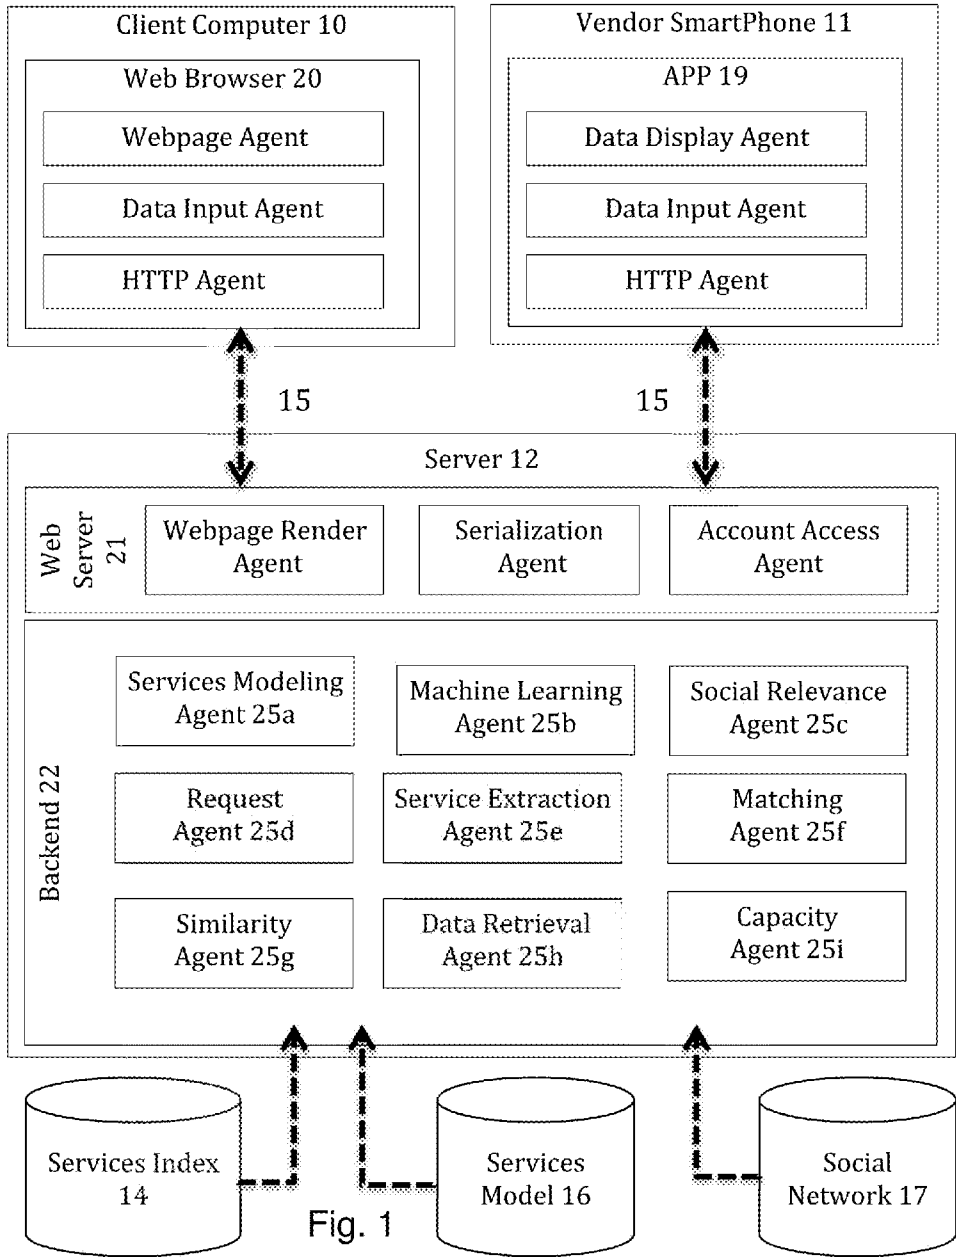 Client Computer 10
Web Browser 20
Webpage Agent
Data Input Agent
HTTP Agent
Vendor SmartPhone 11
APP 19
Data Display Agent
Data Input Agent
HTTP Agent
15
15
Server 12
Web
Server
21
Webpage Render
Agent
Serialization
Agent
Account Access
Agent
Backend 22
Services Modeling
Agent 25a
Machine Learning
Agent 25b
Social Relevance
Agent 25c
Request
Agent 25d
Service Extraction
Agent 25e
Matching
Agent 25f
Similarity
Agent 25g
Data Retrieval
Agent 25h
Capacity
Agent 25i
Services Index
14
Services
Model 16
Social
Network 17
Fig. 1